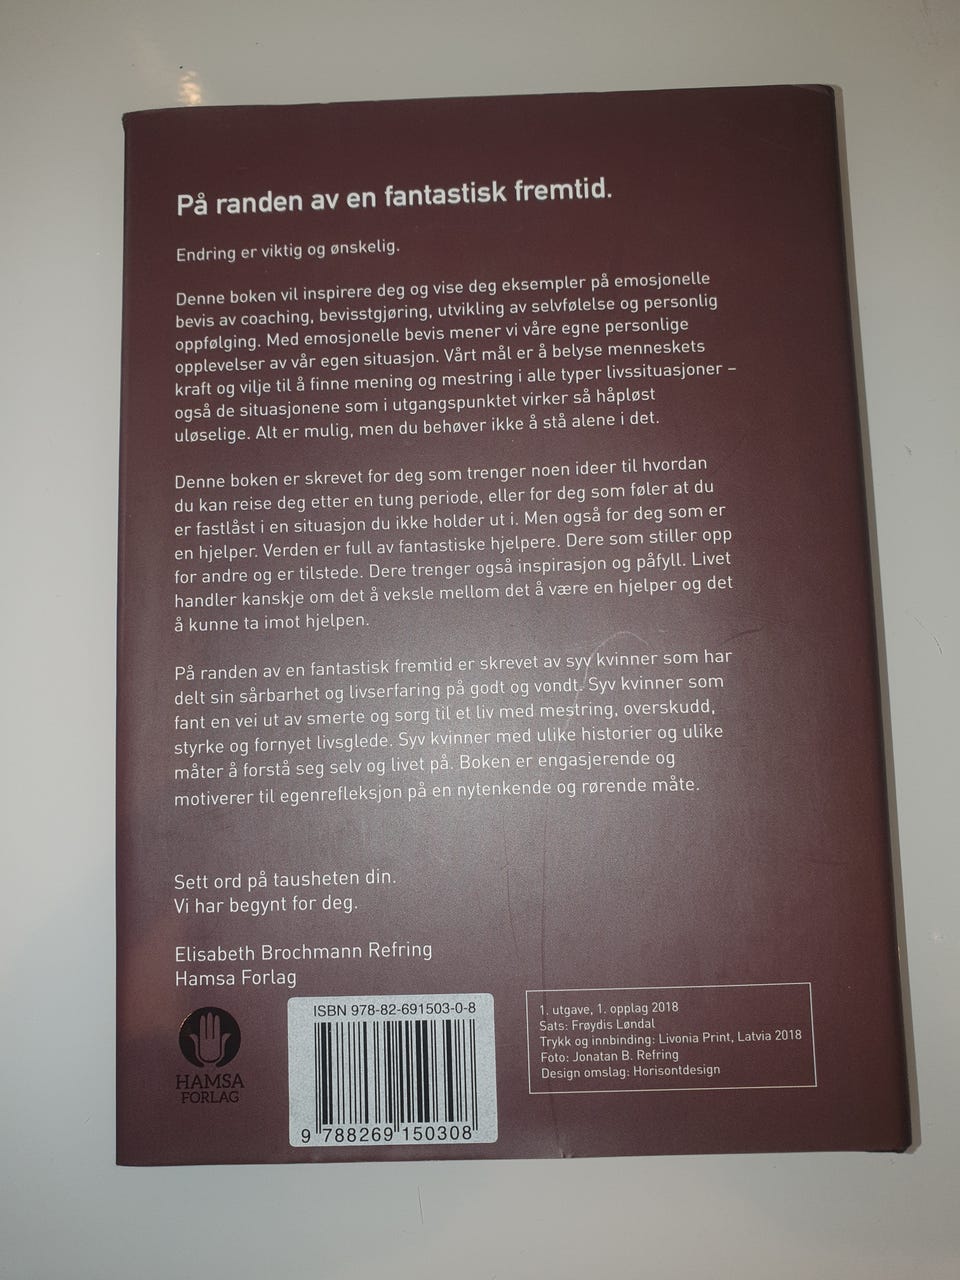 På randen av en fantastisk fremtid.
Endring er viktig og ønskelig.
Denne boken vil inspirere deg og vise deg eksempler på emosjonelle
bevis av coaching, bevisstgjøring, utvikling av selvfølelse og personlig
oppfølging. Med emosjonelle bevis mener vi våre egne personlige
opplevelser av vår egen situasjon. Vårt mål er å belyse menneskets
kraft og vilje til å finne mening og mestring i alle typer livssituasjoner –
også de situasjonene som i utgangspunktet virker så håpløst
uløselige. Alt er mulig, men du behøver ikke å stå alene i det.
Denne boken er skrevet for deg som trenger noen ideer til hvordan
du kan reise deg etter en tung periode, eller for deg som føler at du
er fastlåst i en situasjon du ikke holder ut i. Men også for deg som er
en hjelper. Verden er full av fantastiske hjelpere. Dere som stiller opp
for andre og er tilstede. Dere trenger også inspirasjon og påfyll. Livet
handler kanskje om det å veksle mellom det å være en hjelper og det
å kunne ta imot hjelpen.
På randen av en fantastisk fremtid er skrevet av syv kvinner som har
delt sin sårbarhet og livserfaring på godt og vondt. Syv kvinner som
fant en vei ut av smerte og sorg til et liv med mestring, overskudd,
styrke og fornyet livsglede. Syv kvinner med ulike historier og ulike
måter å forstå seg selv og livet på. Boken er engasjerende og
motiverer til egenrefleksjon på en nytenkende og rørende måte.
Sett ord på tausheten din.
Vi har begynt for deg.
Elisabeth Brochmann Refring
Hamsa Forlag
HAMSA
FORLAG
ISBN 978-82-691503-0-8
9 788269 150308
1. utgave, 1. opplag 2018
Sats: Frøydis Løndal
Trykk og innbinding: Livonia Print, Latvia 2018
Foto: Jonatan B. Refring
Design omslag: Horisontdesign